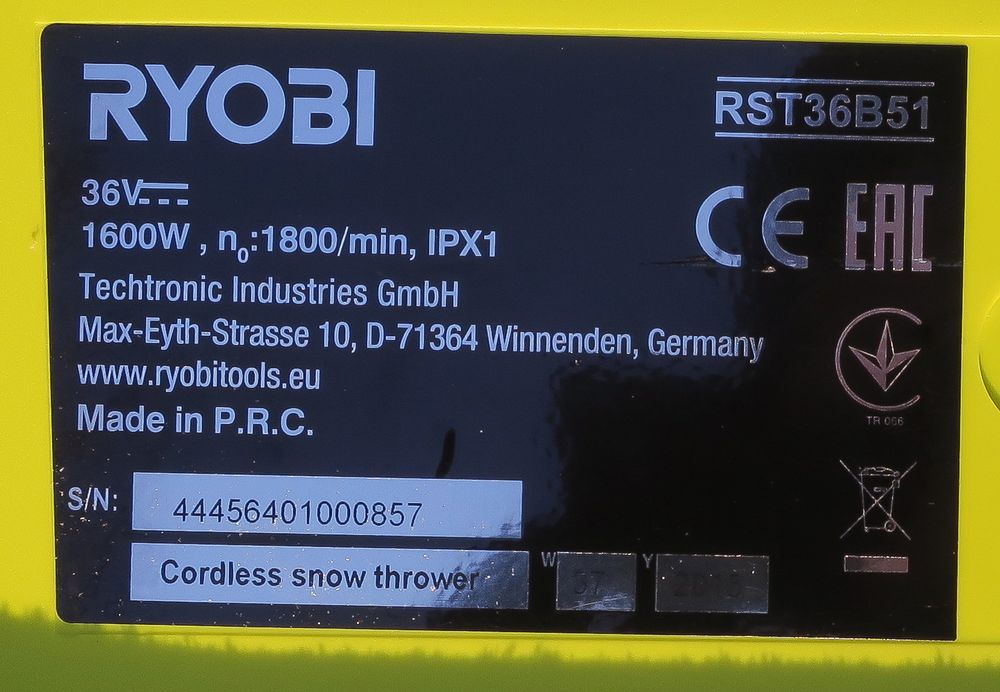 RYOBI
RST36B51
36V
1600W , n₀:1800/min, IPX1
CE EAC
Techtronic Industries GmbH
Max-Eyth-Strasse 10, D-71364 Winnenden, Germany
www.ryobitools.eu
Made in P.R.C.
TR 066
S/N: 44456401000857
Cordless snow thrower
W Y